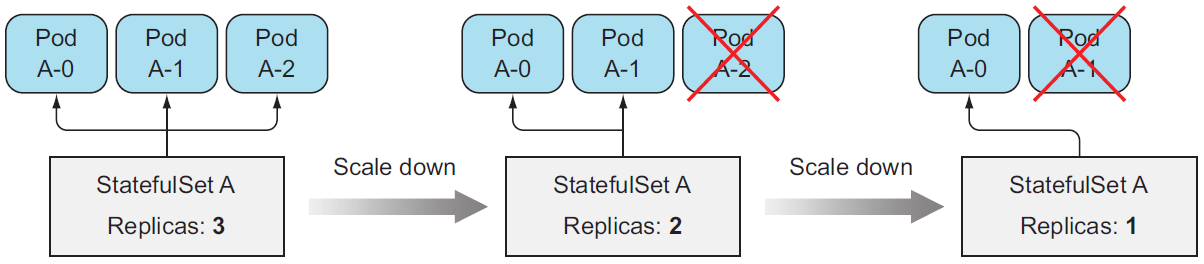 Pod
A-0
Pod
A-1
Pod
A-2
StatefulSet A
Replicas: 3
Scale down
Pod
A-0
Pod
A-1
Pod
A-2
StatefulSet A
Replicas: 2
Scale down
Pod
A-0
Pod
A-1
StatefulSet A
Replicas: 1